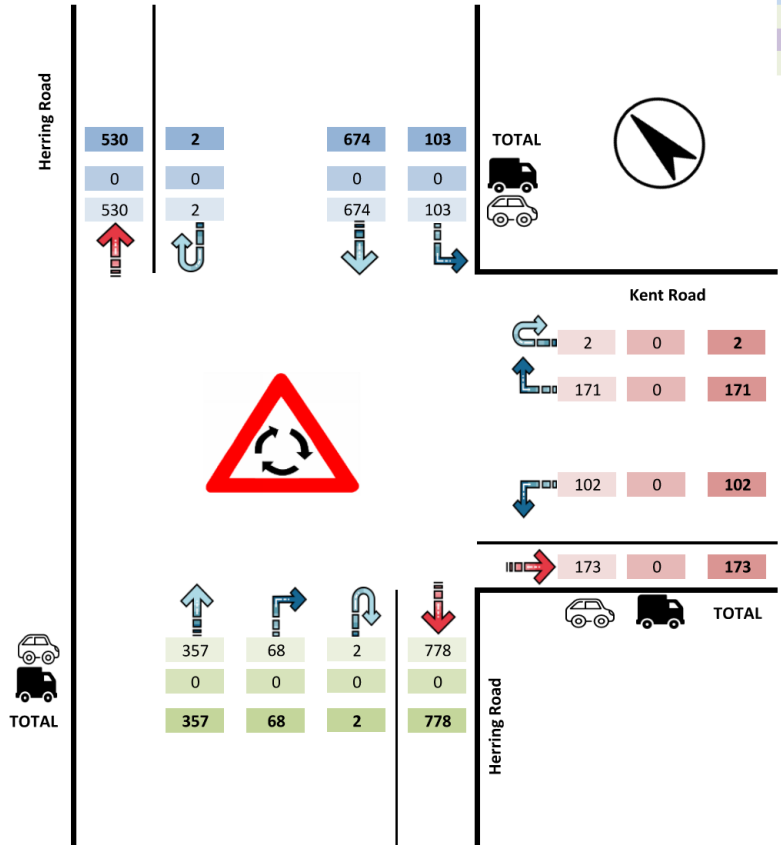 Herring Road
530 2 674 103 TOTAL
0 0 0 0
530 2 674 103
Kent Road
2 0 2
171 0 171
102 0 102
173 0 173
TOTAL
357 68 2 778
0 0 0 0
TOTAL 357 68 2 778
Herring Road